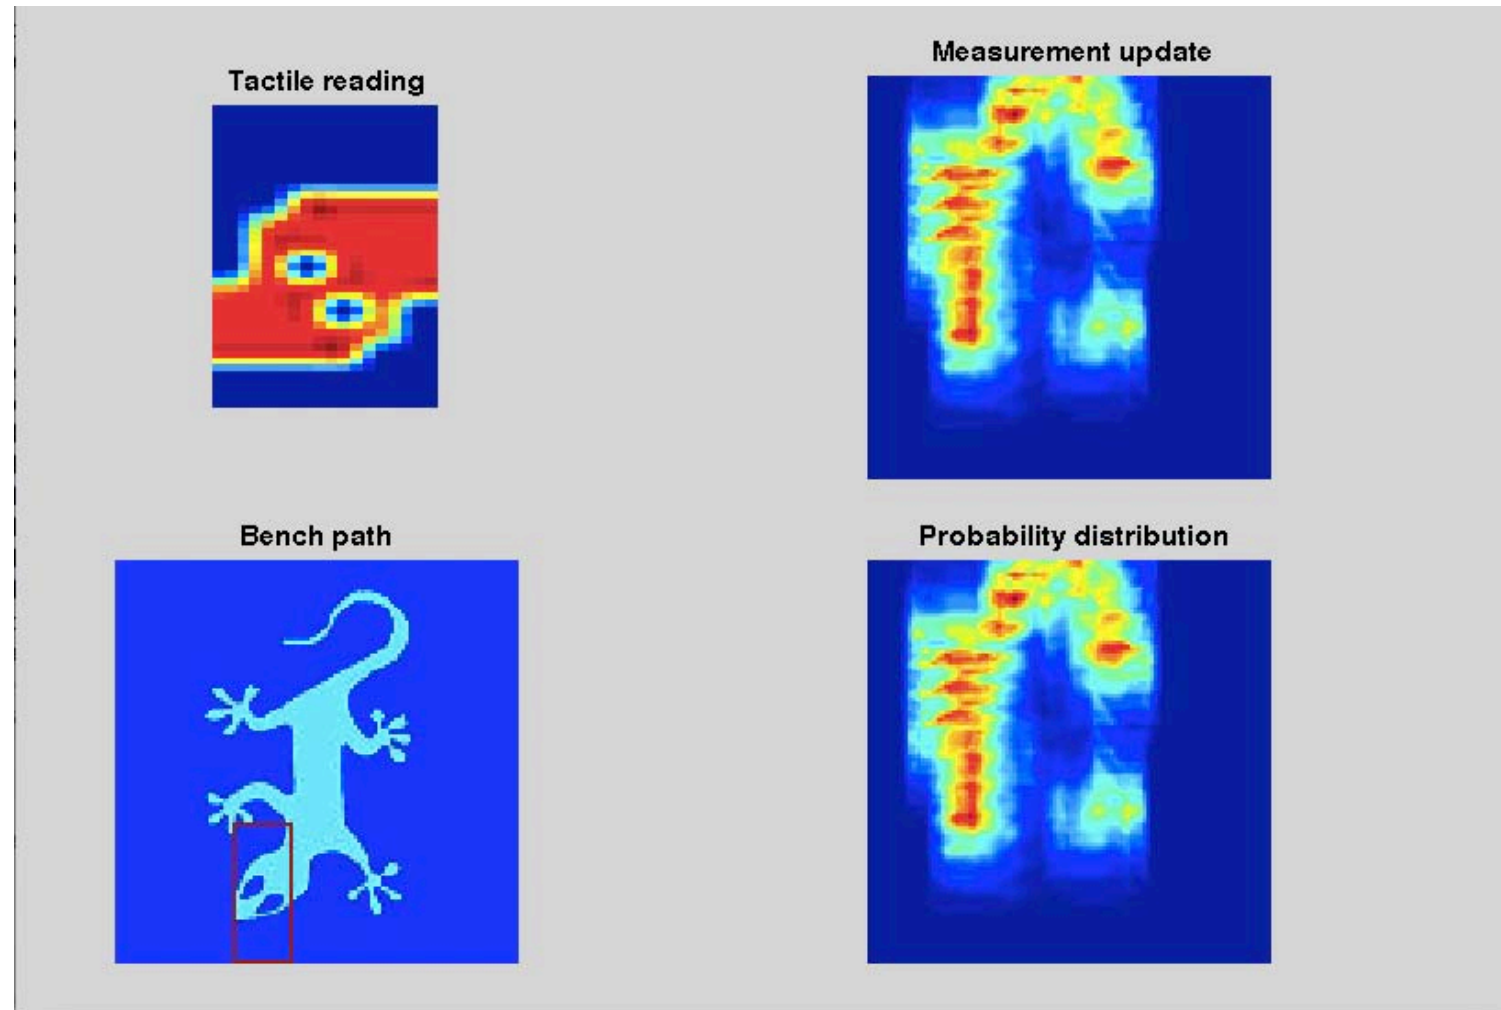 Tactile reading
Measurement update
Bench path
Probability distribution